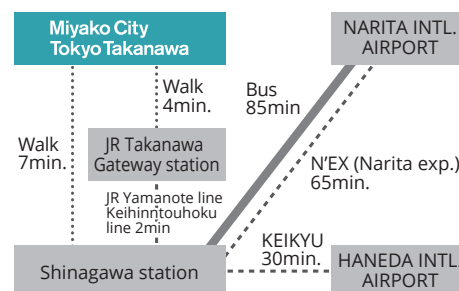 Miyako City
Tokyo Takanawa
NARITA INTL.
AIRPORT
Walk
4min.
Bus
85min
Walk
7min.
JR Takanawa
Gateway station
N'EX (Narita exp.)
65min.
JR Yamanote line
Keihinntouhoku
line 2min
KEIKYU
30min.
Shinagawa station
HANEDA INTL.
AIRPORT